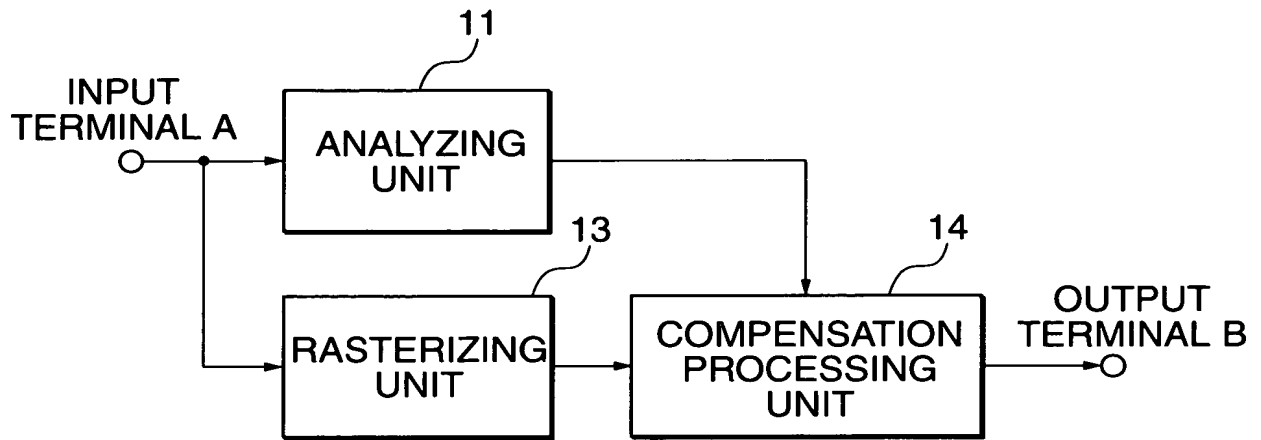 11
INPUT
TERMINAL A
ANALYZING
UNIT
13
14
RASTERIZING
UNIT
COMPENSATION
PROCESSING
UNIT
OUTPUT
TERMINAL B